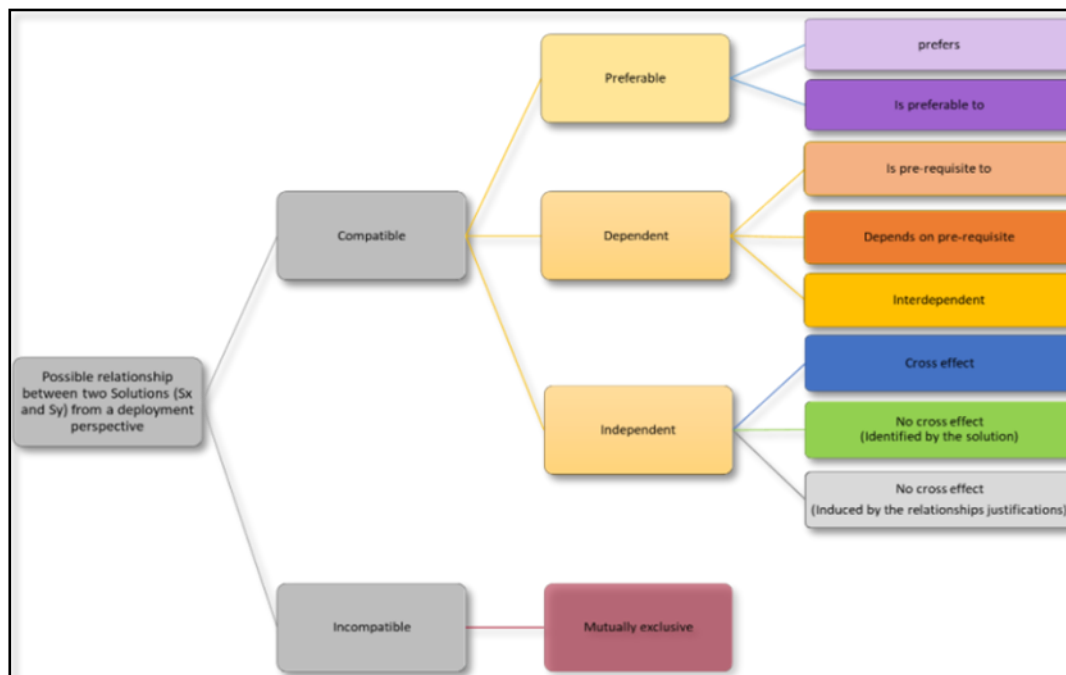 prefers
Preferable
Is preferable to
Is pre-requisite to
Compatible
Dependent
Depends on pre-requisite
Interdependent
Possible relationship
between two Solutions (Sx
and Sy) from a deployment
perspective
Cross effect
Independent
No cross effect
(Identified by the solution)
No cross effect
(Induced by the relationships justifications)
Incompatible
Mutually exclusive